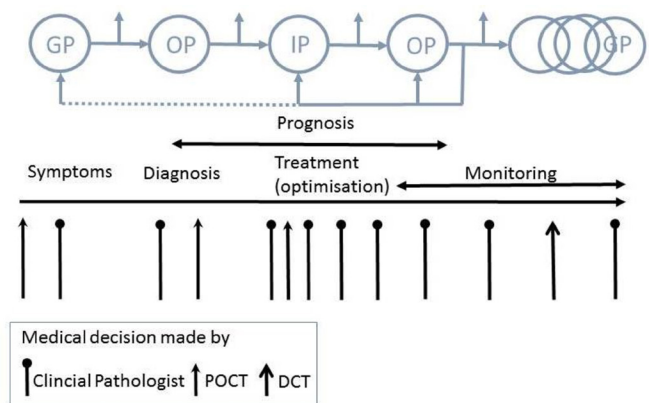 GP OP IP OP GP
Prognosis
Symptoms Diagnosis Treatment Monitoring
(optimisation)
Medical decision made by
Clincial Pathologist POCT DCT